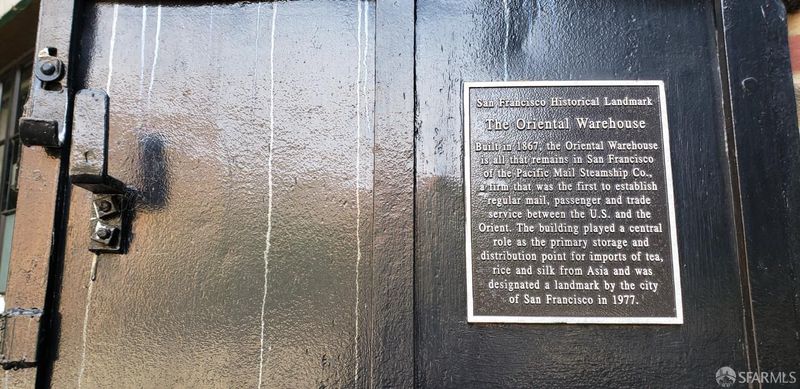 San Francisco Historical Landmark
The Oriental Warehouse
Built in 1867, the Oriental Warehouse
is all that remains in San Francisco
of the Pacific Mail Steamship Co.,
a firm that was the first to establish
regular mail, passenger and trade
service between the U.S. and the
Orient. The building played a central
role as the primary storage and
distribution point for imports of tea,
rice and silk from Asia and was
designated a landmark by the city
of San Francisco in 1977.
SFARMLS